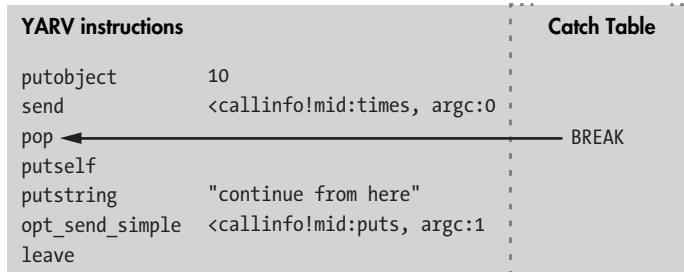 YARV instructions Catch Table
putobject 10
send <callinfo!mid:times, argc:0
pop BREAK
putself
putstring "continue from here"
opt_send_simple <callinfo!mid:puts, argc:1
leave